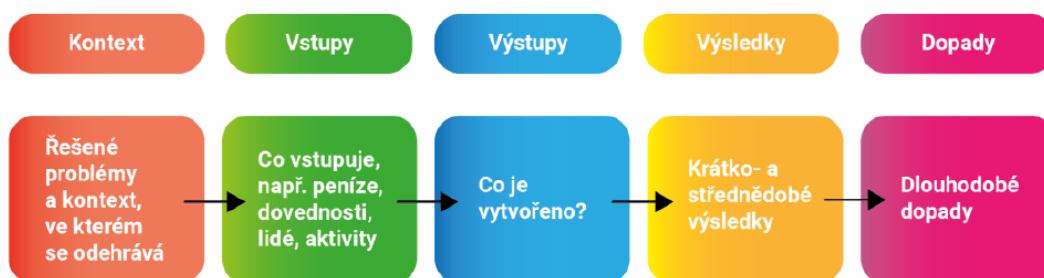 Kontext
Vstupy
Výstupy
Výsledky
Dopady
Řešené
problémy
a kontext,
ve kterém
se odehrává
Co vstupuje,
např. peníze,
dovednosti,
lidé, aktivity
Co je
vytvořeno?
Krátko- a
střednědobé
výsledky
Dlouhodobé
dopady